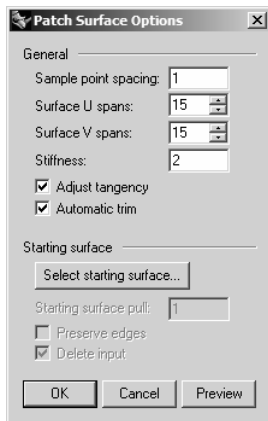 Patch Surface Options
General
Sample point spacing: 1
Surface U spans: 15
Surface V spans: 15
Stiffness: 2
Adjust tangency
Automatic trim
Starting surface
Select starting surface...
Starting surface pull: 1
Preserve edges
Delete input
OK Cancel Preview